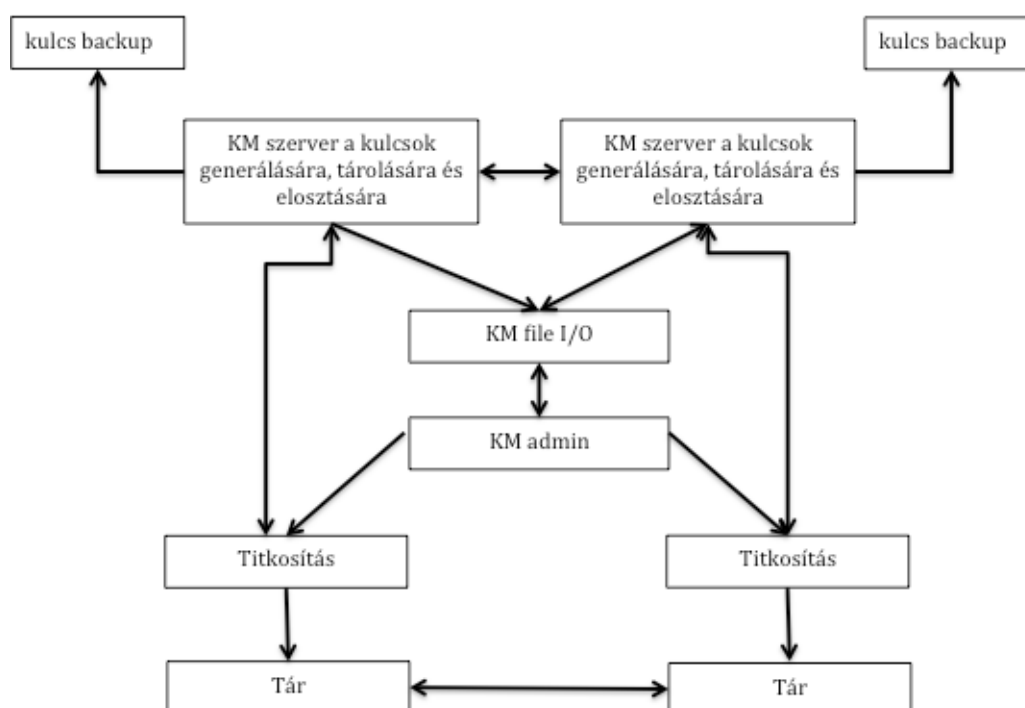 kulcs backup
kulcs backup
KM szerver a kulcsok
generálására, tárolására és
elosztására
KM szerver a kulcsok
generálására, tárolására és
elosztására
KM file I/O
KM admin
Titkosítás
Titkosítás
Tár
Tár